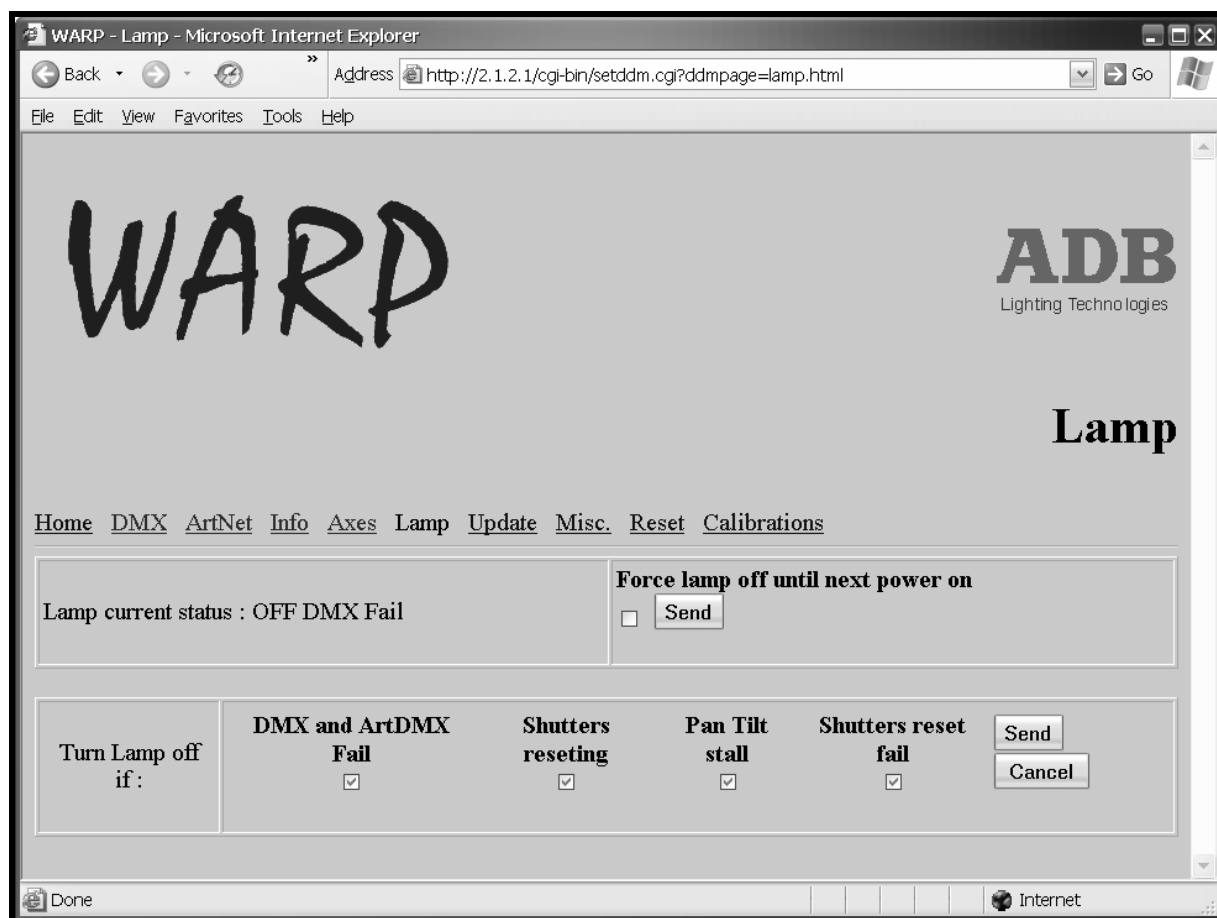 WARP - Lamp - Microsoft Internet Explorer
Back » Address http://2.1.2.1/cgi-bin/setddm.cgi?ddmpage=lamp.html Go
File Edit View Favorites Tools Help
WARP
ADB
Lighting Technologies
Lamp
Home DMX ArtNet Info Axes Lamp Update Misc. Reset Calibrations
Lamp current status : OFF DMX Fail
Force lamp off until next power on
Send
Turn Lamp off
if :
DMX and ArtDMX
Fail
Shutters
reseting
Pan Tilt
stall
Shutters reset
fail
Send
Cancel
Done
Internet